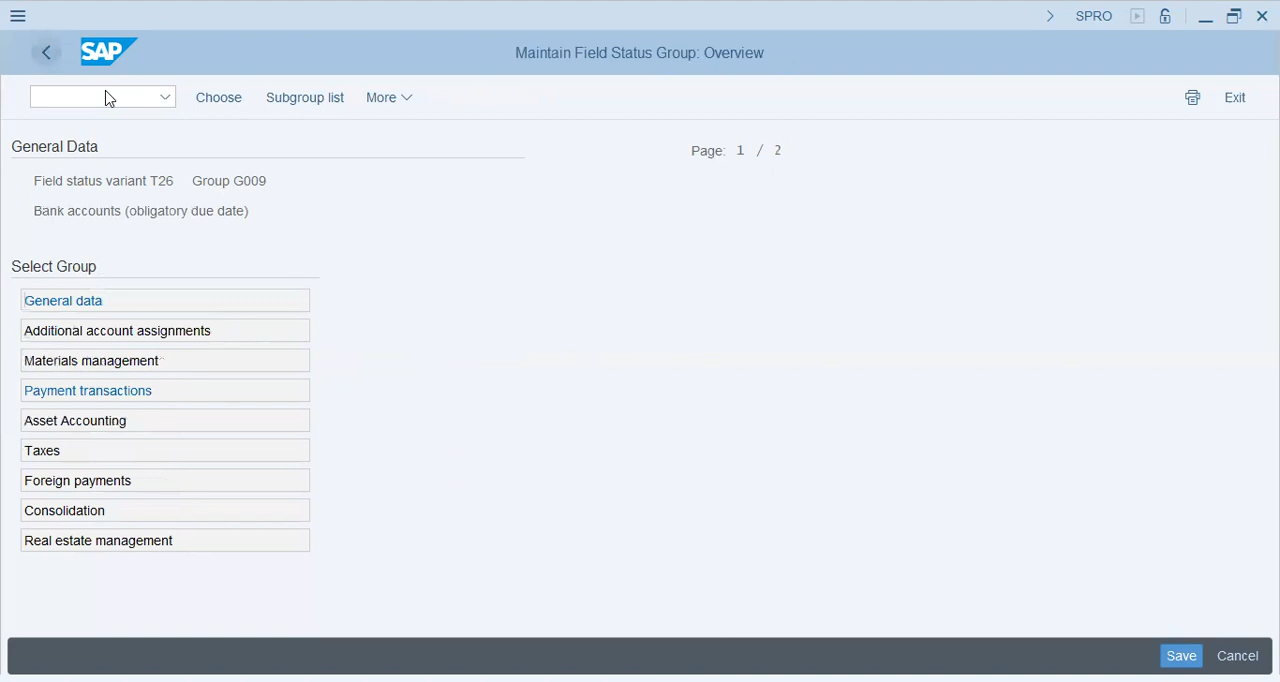 SPRO
SAP
Maintain Field Status Group: Overview
Choose Subgroup list More Exit
General Data
Page: 1 / 2
Field status variant T26 Group G009
Bank accounts (obligatory due date)
Select Group
General data
Additional account assignments
Materials management
Payment transactions
Asset Accounting
Taxes
Foreign payments
Consolidation
Real estate management
Save Cancel